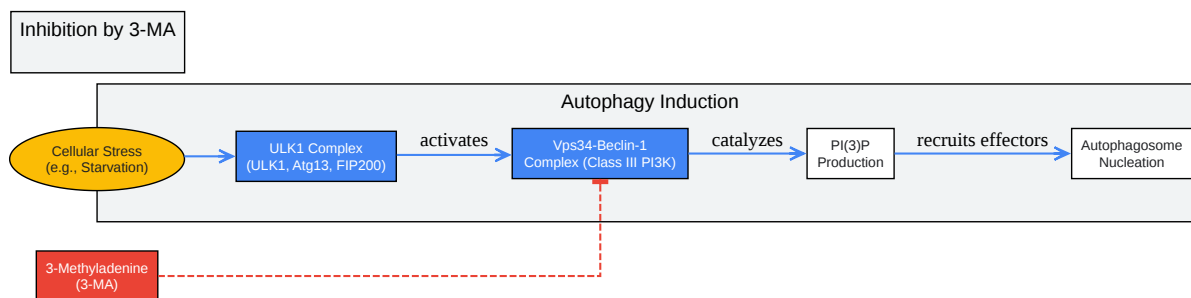 Inhibition by 3-MA
Autophagy Induction
Cellular Stress
(e.g., Starvation)
ULK1 Complex
(ULK1, Atg13, FIP200)
activates
Vps34-Beclin-1
Complex (Class III PI3K)
catalyzes
PI(3)P
Production
recruits effectors
Autophagosome
Nucleation
3-Methyladenine
(3-MA)